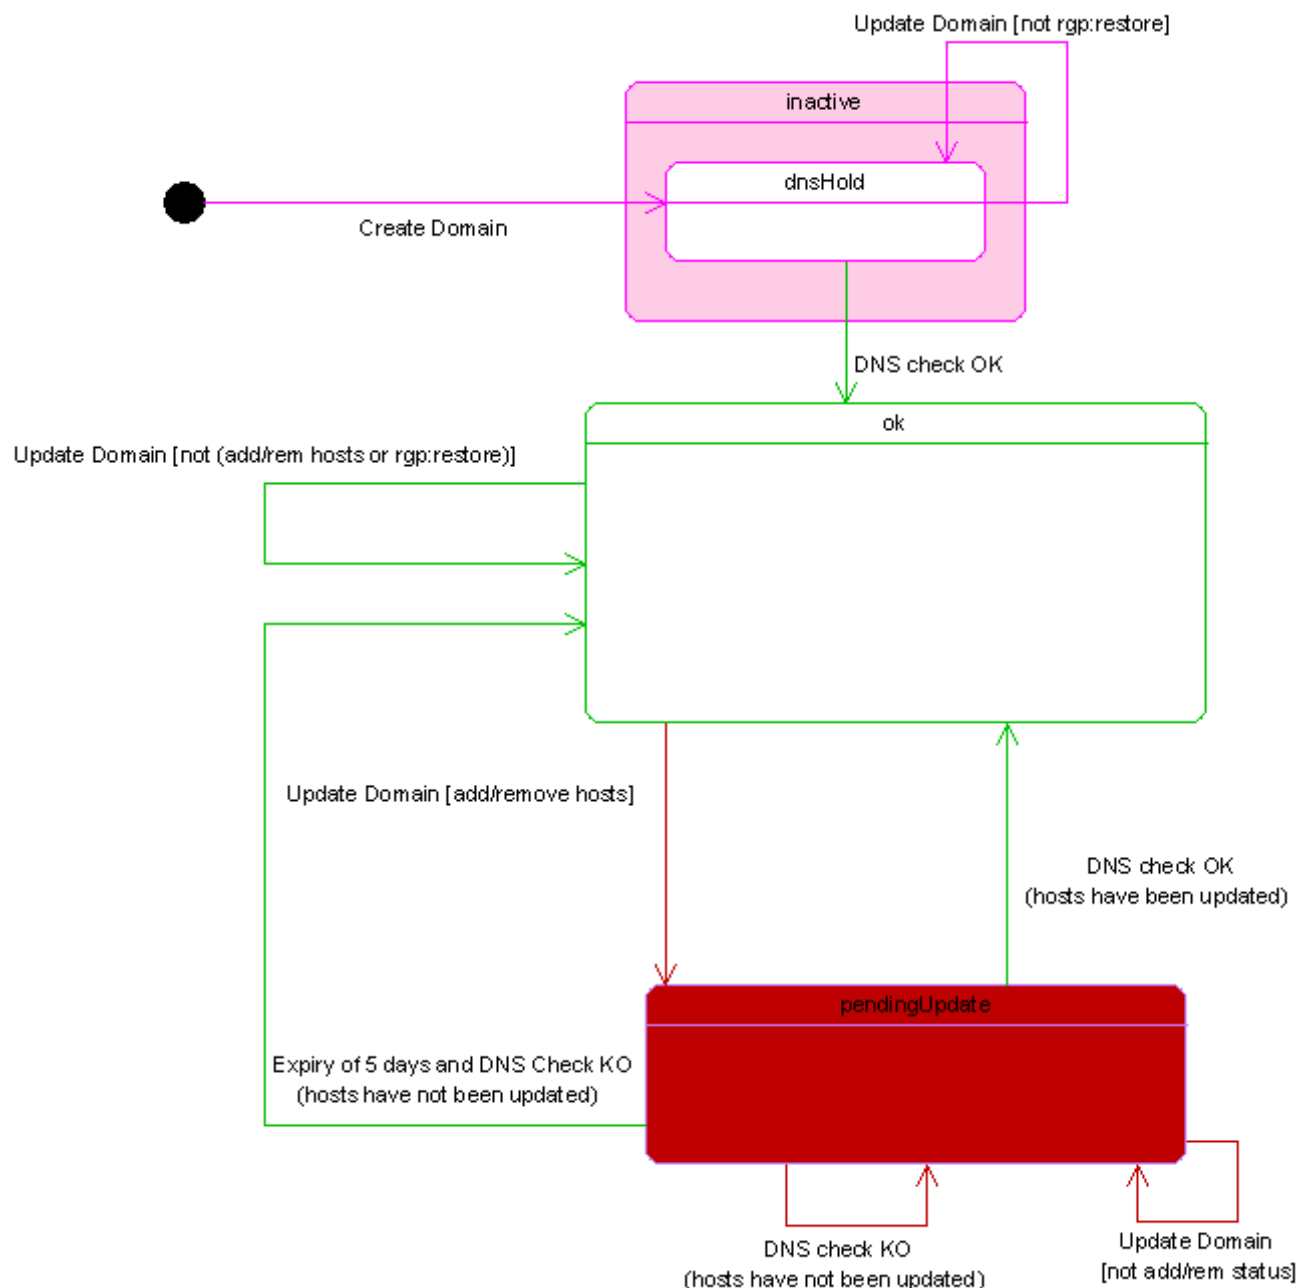 Update Domain [not rgp:restore]
inactive
dnsHold
Create Domain
DNS check OK
ok
Update Domain [not (add/rem hosts or rgp:restore)]
Update Domain [add/remove hosts]
DNS check OK
(hosts have been updated)
pendingUpdate
Expiry of 5 days and DNS Check KO
(hosts have not been updated)
DNS check KO
(hosts have not been updated)
Update Domain
[not add/rem status]